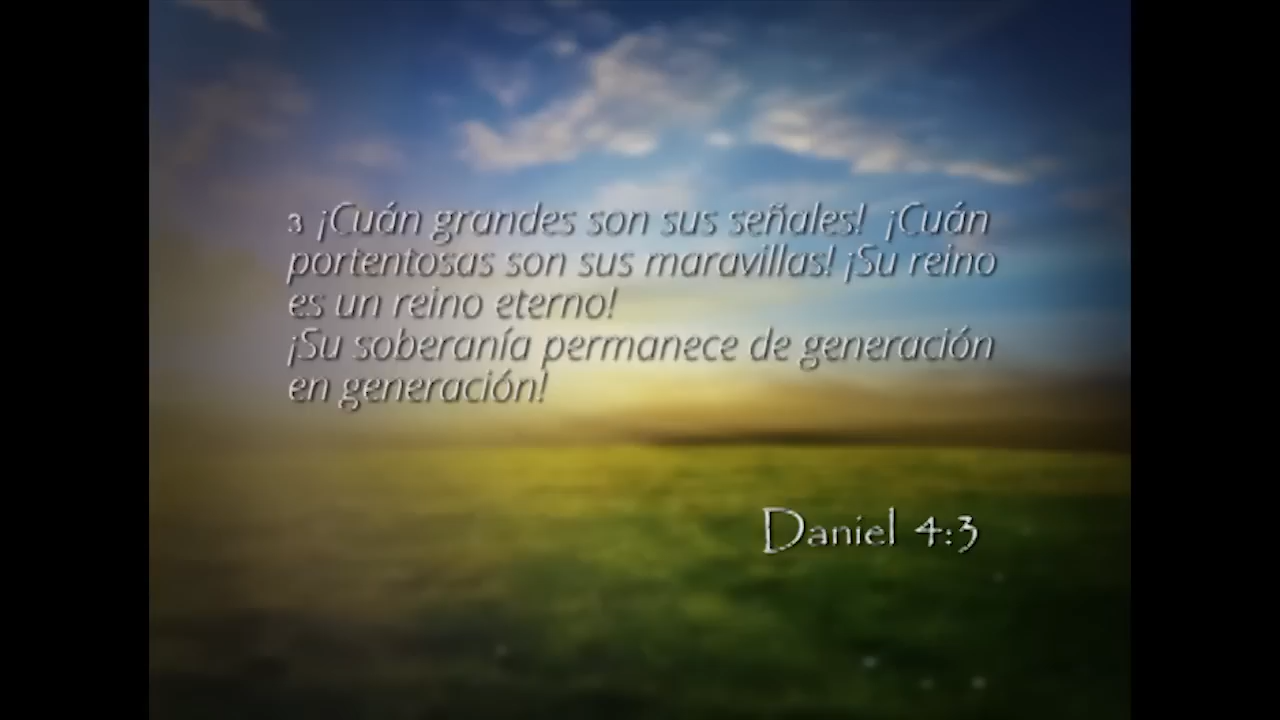 3 ¡Cuán grandes son sus señales! ¡Cuán
portentosas son sus maravillas! ¡Su reino
es un reino eterno!
¡Su soberanía permanece de generación
en generación!
Daniel 4:3